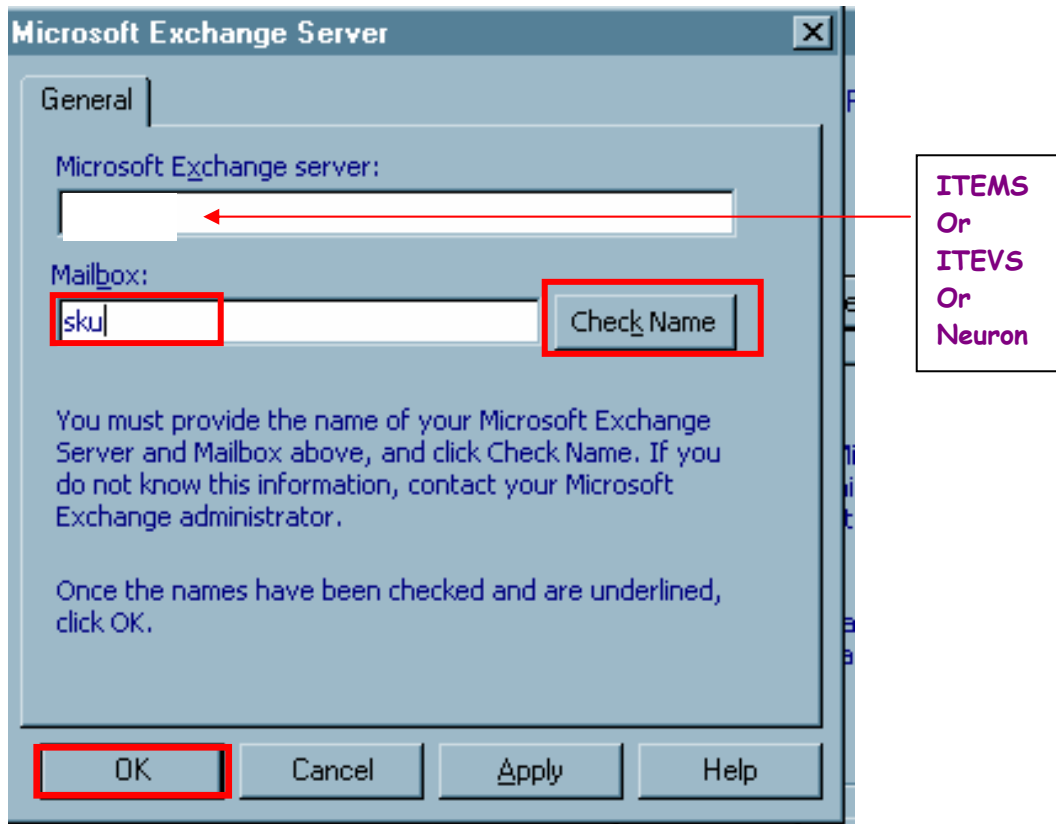 Microsoft Exchange Server
General
Microsoft Exchange server:
Mailbox:
sku
Check Name
You must provide the name of your Microsoft Exchange
Server and Mailbox above, and click Check Name. If you
do not know this information, contact your Microsoft
Exchange administrator.
Once the names have been checked and are underlined,
click OK.
OK
Cancel
Apply
Help
ITEMS
Or
ITEVS
Or
Neuron